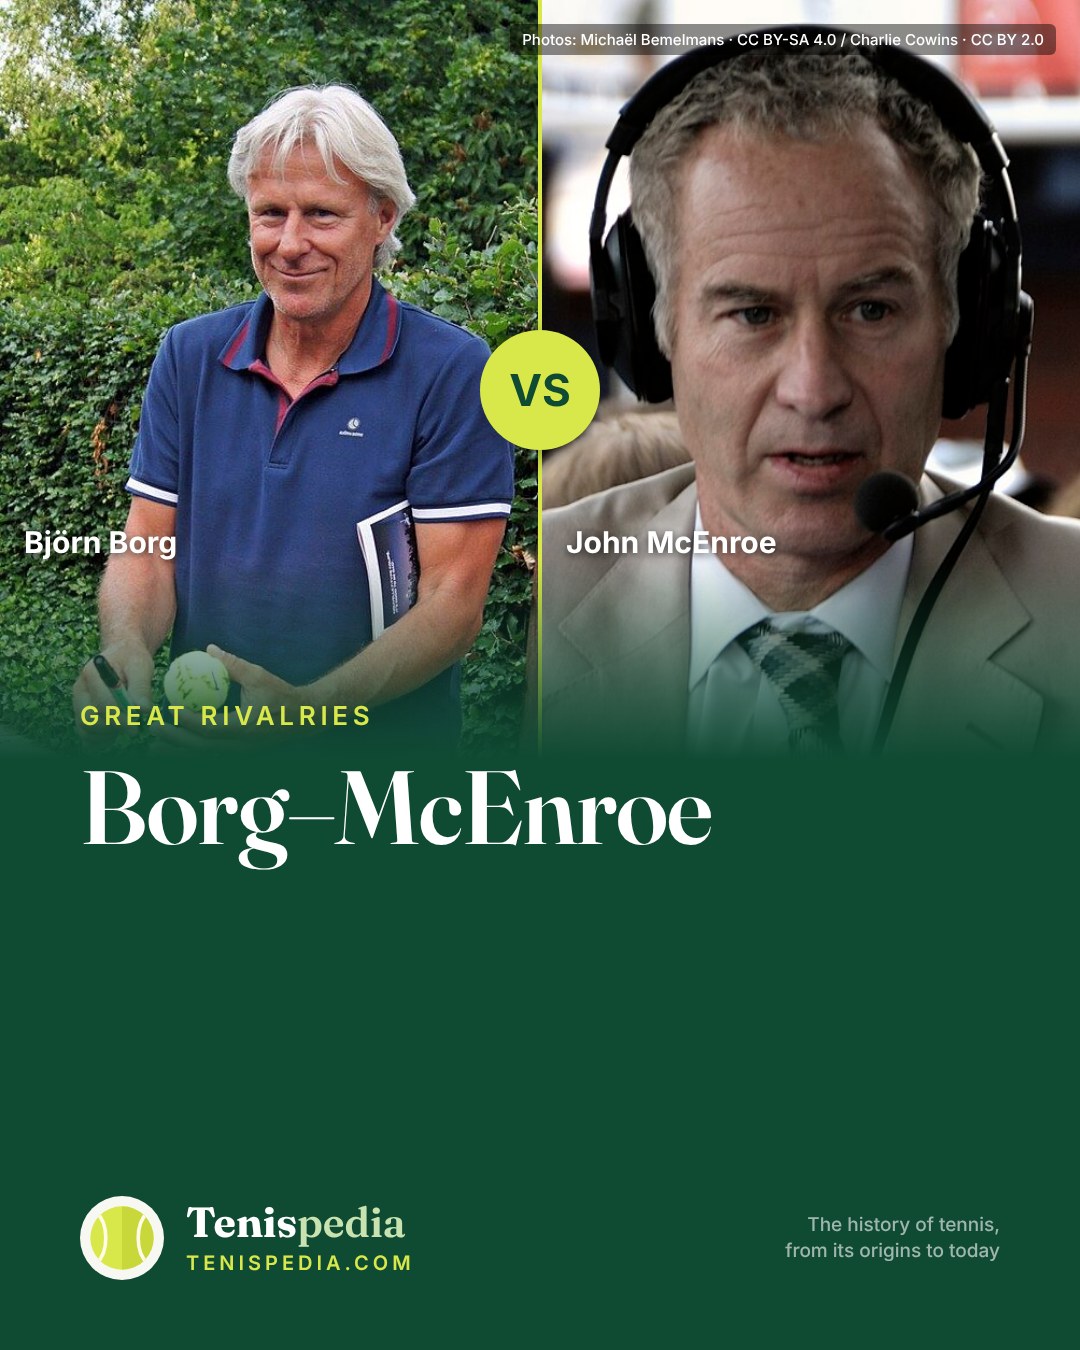 Photos: Michaël Bemelmans · CC BY-SA 4.0 / Charlie Cowins · CC BY 2.0
VS
Björn Borg
John McEnroe
GREAT RIVALRIES
Borg–McEnroe
Tenispedia
TENISPEDIA.COM
The history of tennis,
from its origins to today